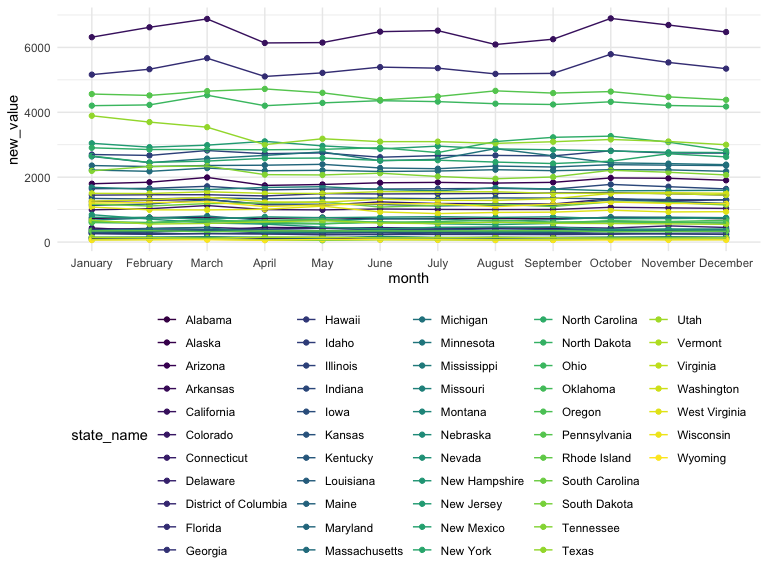 6000
4000
2000
0
new_value
January February March April May June July August September October November December
month
state_name
Alabama Hawaii Michigan North Carolina Utah
Alaska Idaho Minnesota North Dakota Vermont
Arizona Illinois Mississippi Ohio Virginia
Arkansas Indiana Missouri Oklahoma Washington
California Iowa Montana Oregon West Virginia
Colorado Kansas Nebraska Pennsylvania Wisconsin
Connecticut Kentucky Nevada Rhode Island Wyoming
Delaware Louisiana New Hampshire South Carolina
District of Columbia Maine New Jersey South Dakota
Florida Maryland New Mexico Tennessee
Georgia Massachusetts New York Texas